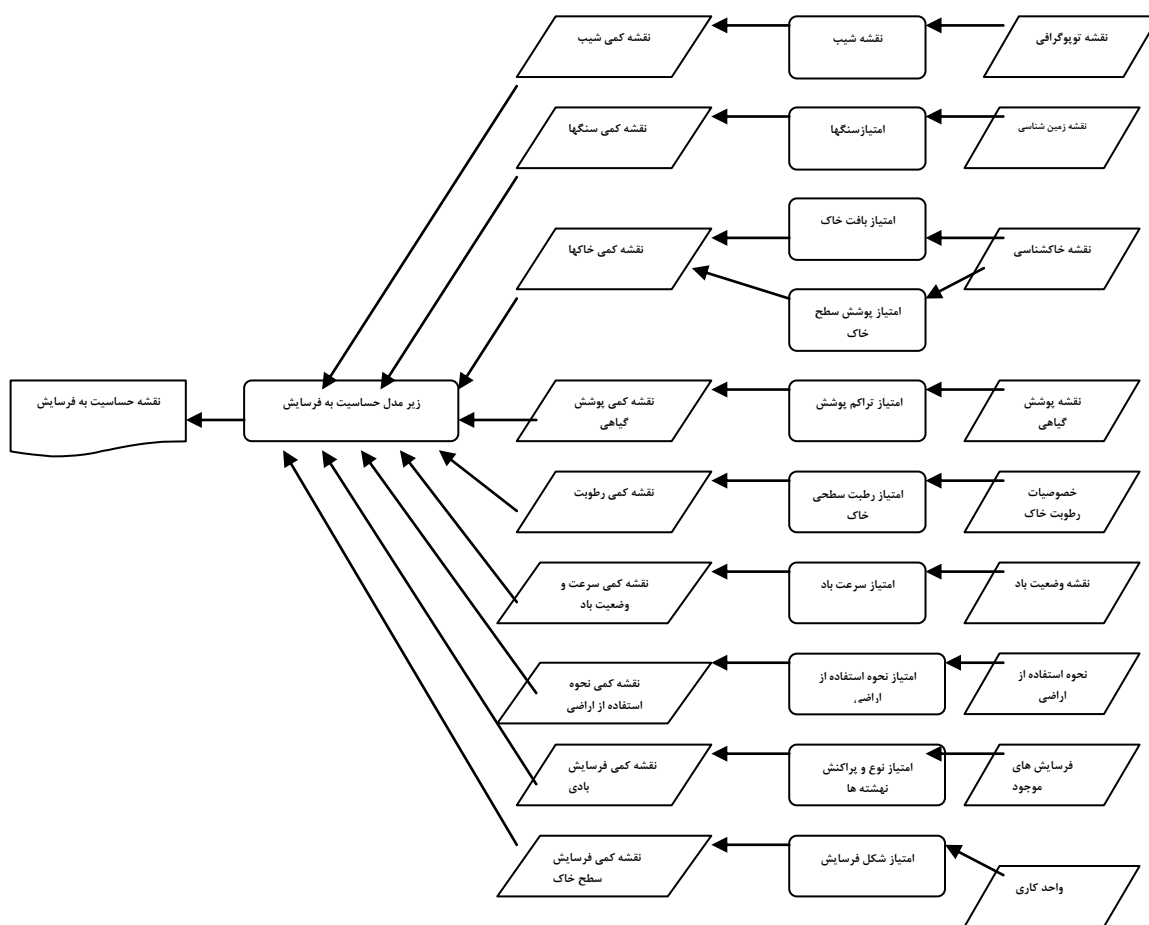 نقشه توپوگرافی
نقشه شیب
نقشه کمی شیب
نقشه زمین شناسی
امتیازسنگها
نقشه کمی سنگها
نقشه خاکشناسی
امتیاز بافت خاک
نقشه کمی خاکها
امتیاز پوشش سطح
خاک
نقشه پوشش
گیاهی
امتیاز تراکم پوشش
نقشه کمی پوشش
گیاهی
زیر مدل حساسیت به فرسایش
نقشه حساسیت به فرسایش
خصوصیات
رطوبت خاک
امتیاز رطبت سطحی
خاک
نقشه کمی رطوبت
نقشه وضعیت باد
امتیاز سرعت باد
نقشه کمی سرعت و
وضعیت باد
نحوه استفاده از
اراضی
امتیاز نحوه استفاده از
اراضی
نقشه کمی نحوه
استفاده از اراضی
فرسایش های
موجود
امتیاز نوع و پراکنش
نهشته ها
نقشه کمی فرسایش
بادی
واحد کاری
امتیاز شکل فرسایش
نقشه کمی فرسایش
سطح خاک